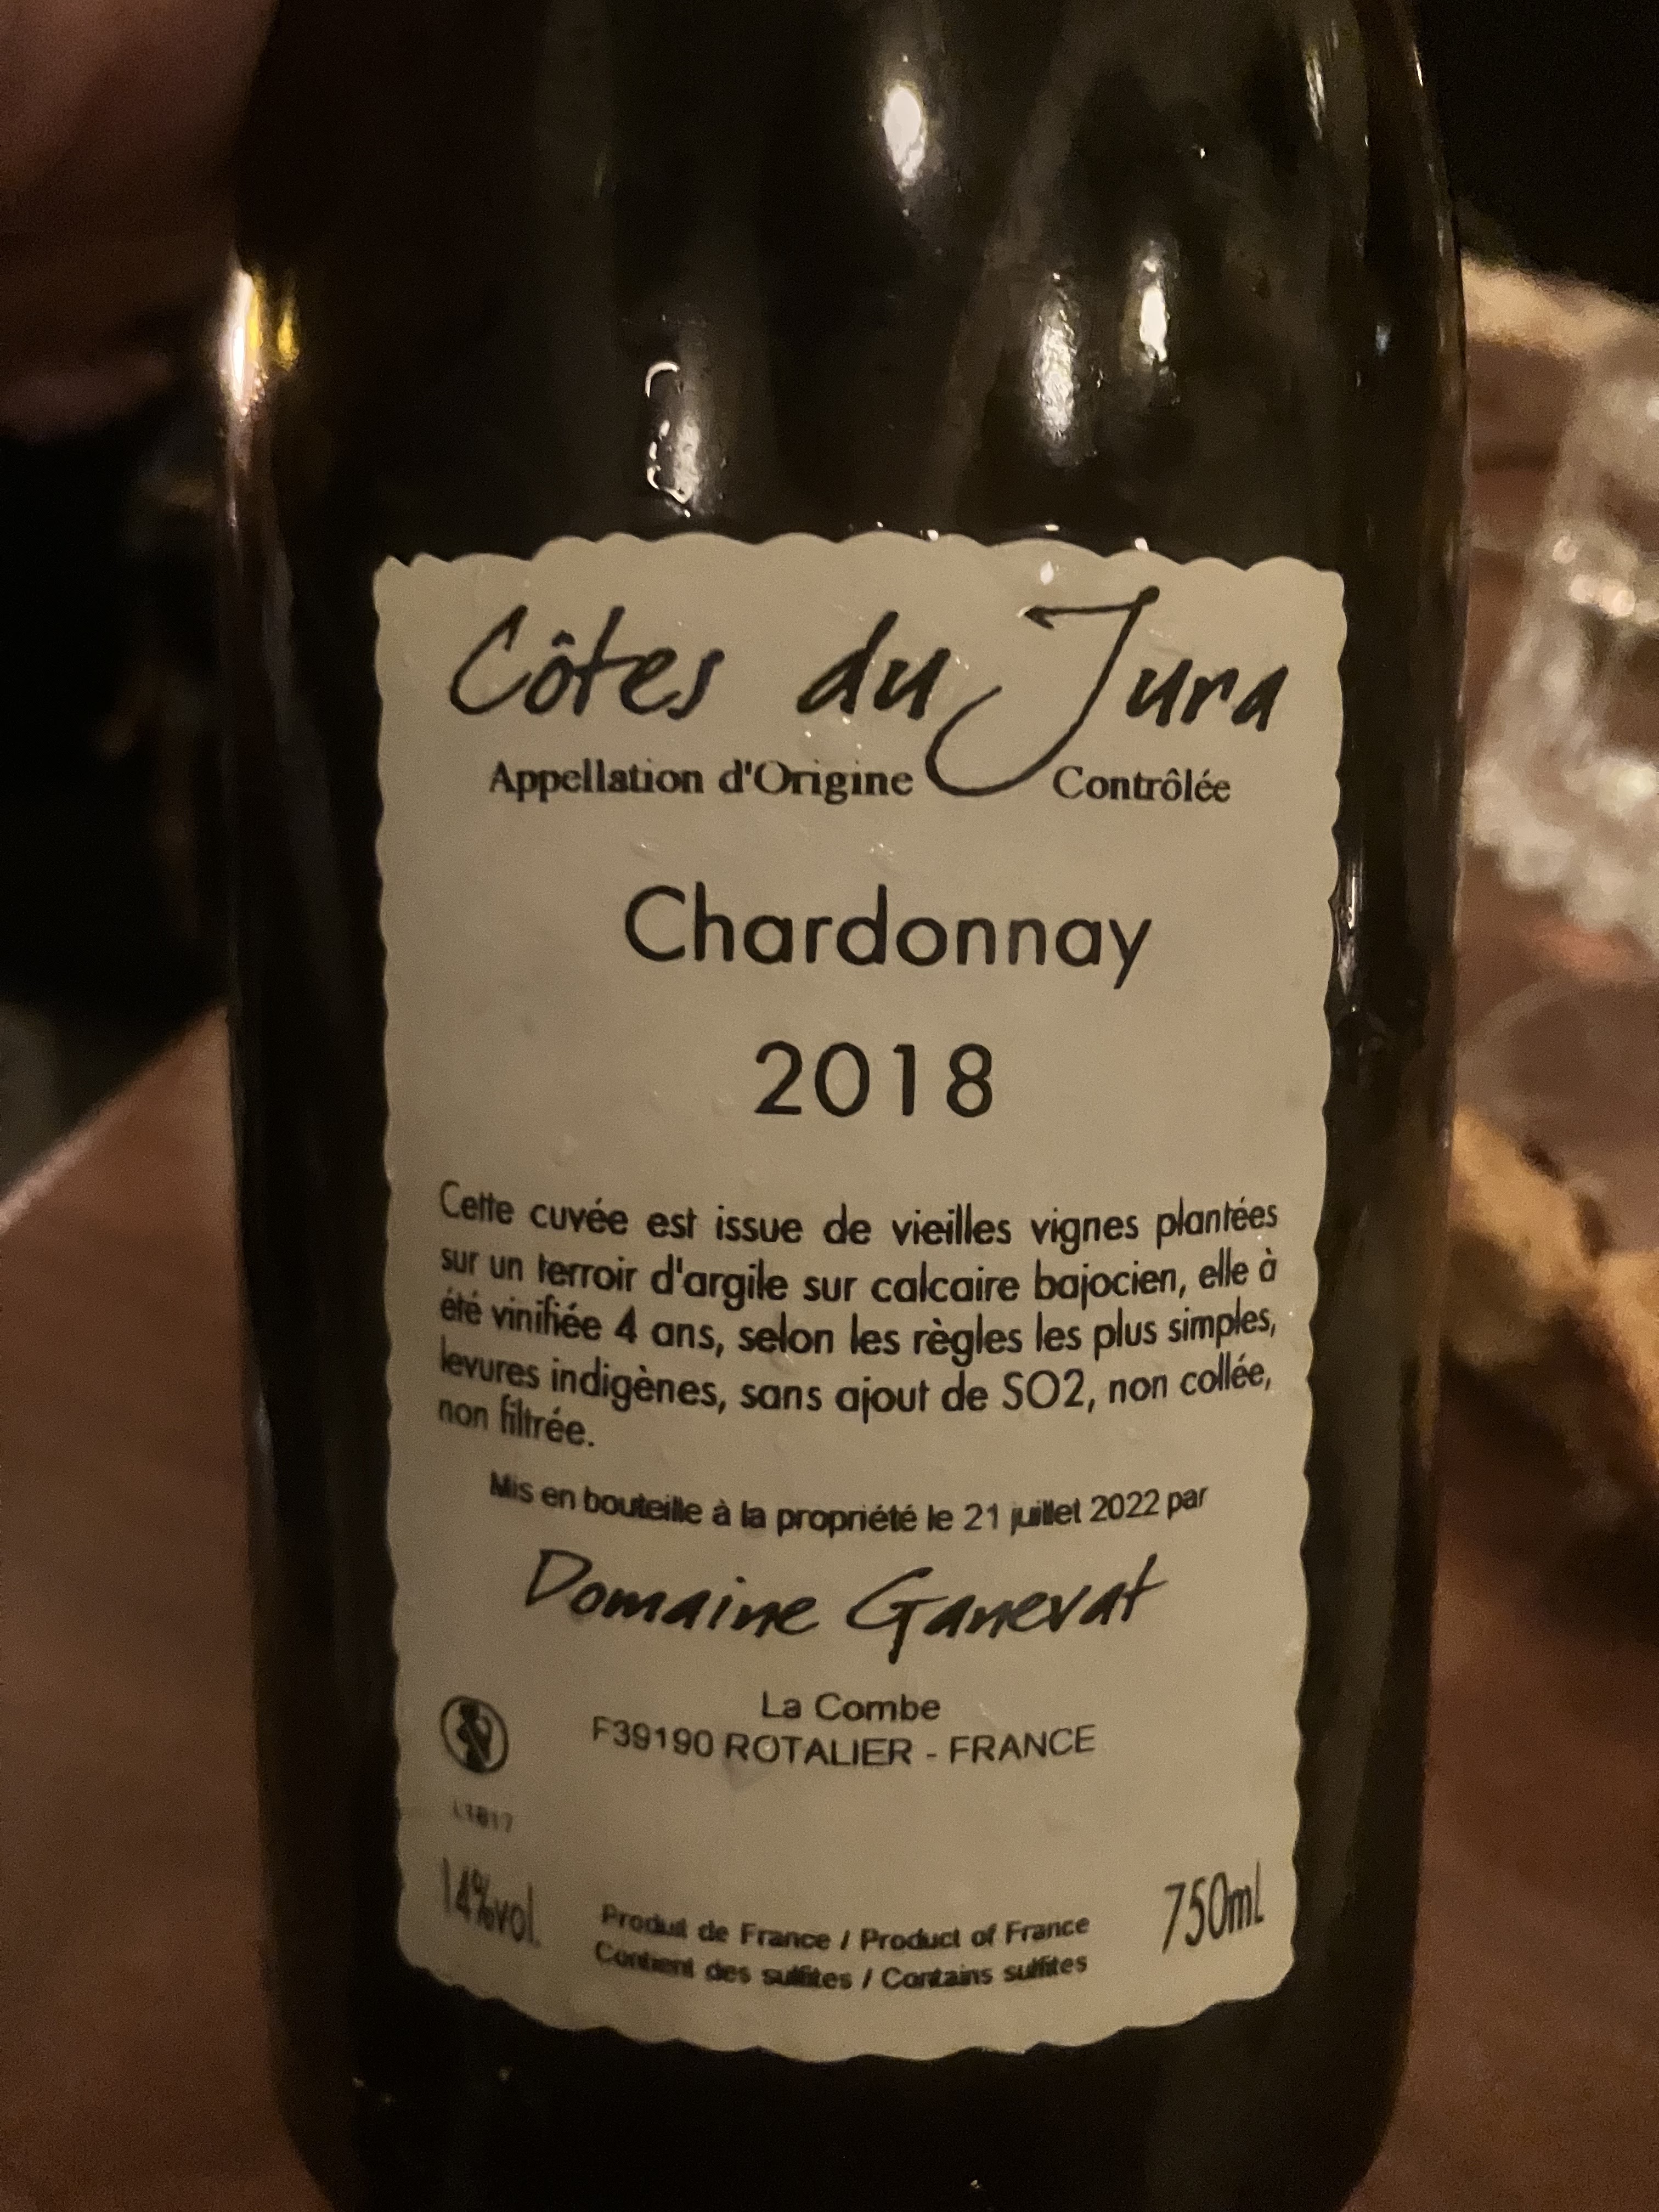 Côtes du Jura
Appellation d'Origine Contrôlée
Chardonnay
2018
Cette cuvée est issue de vieilles vignes plantées
sur un terroir d'argile sur calcaire bajocien, elle à
été vinifiée 4 ans, selon les règles les plus simples,
levures indigènes, sans ajout de SO2, non collée,
non filtrée.
Mis en bouteille à la propriété le 21 juillet 2022 par
Domaine Ganevat
La Combe
F39190 ROTALIER - FRANCE
L1817
14%vol.
Produit de France / Product of France
Contient des sulfites / Contains sulfites
750ml